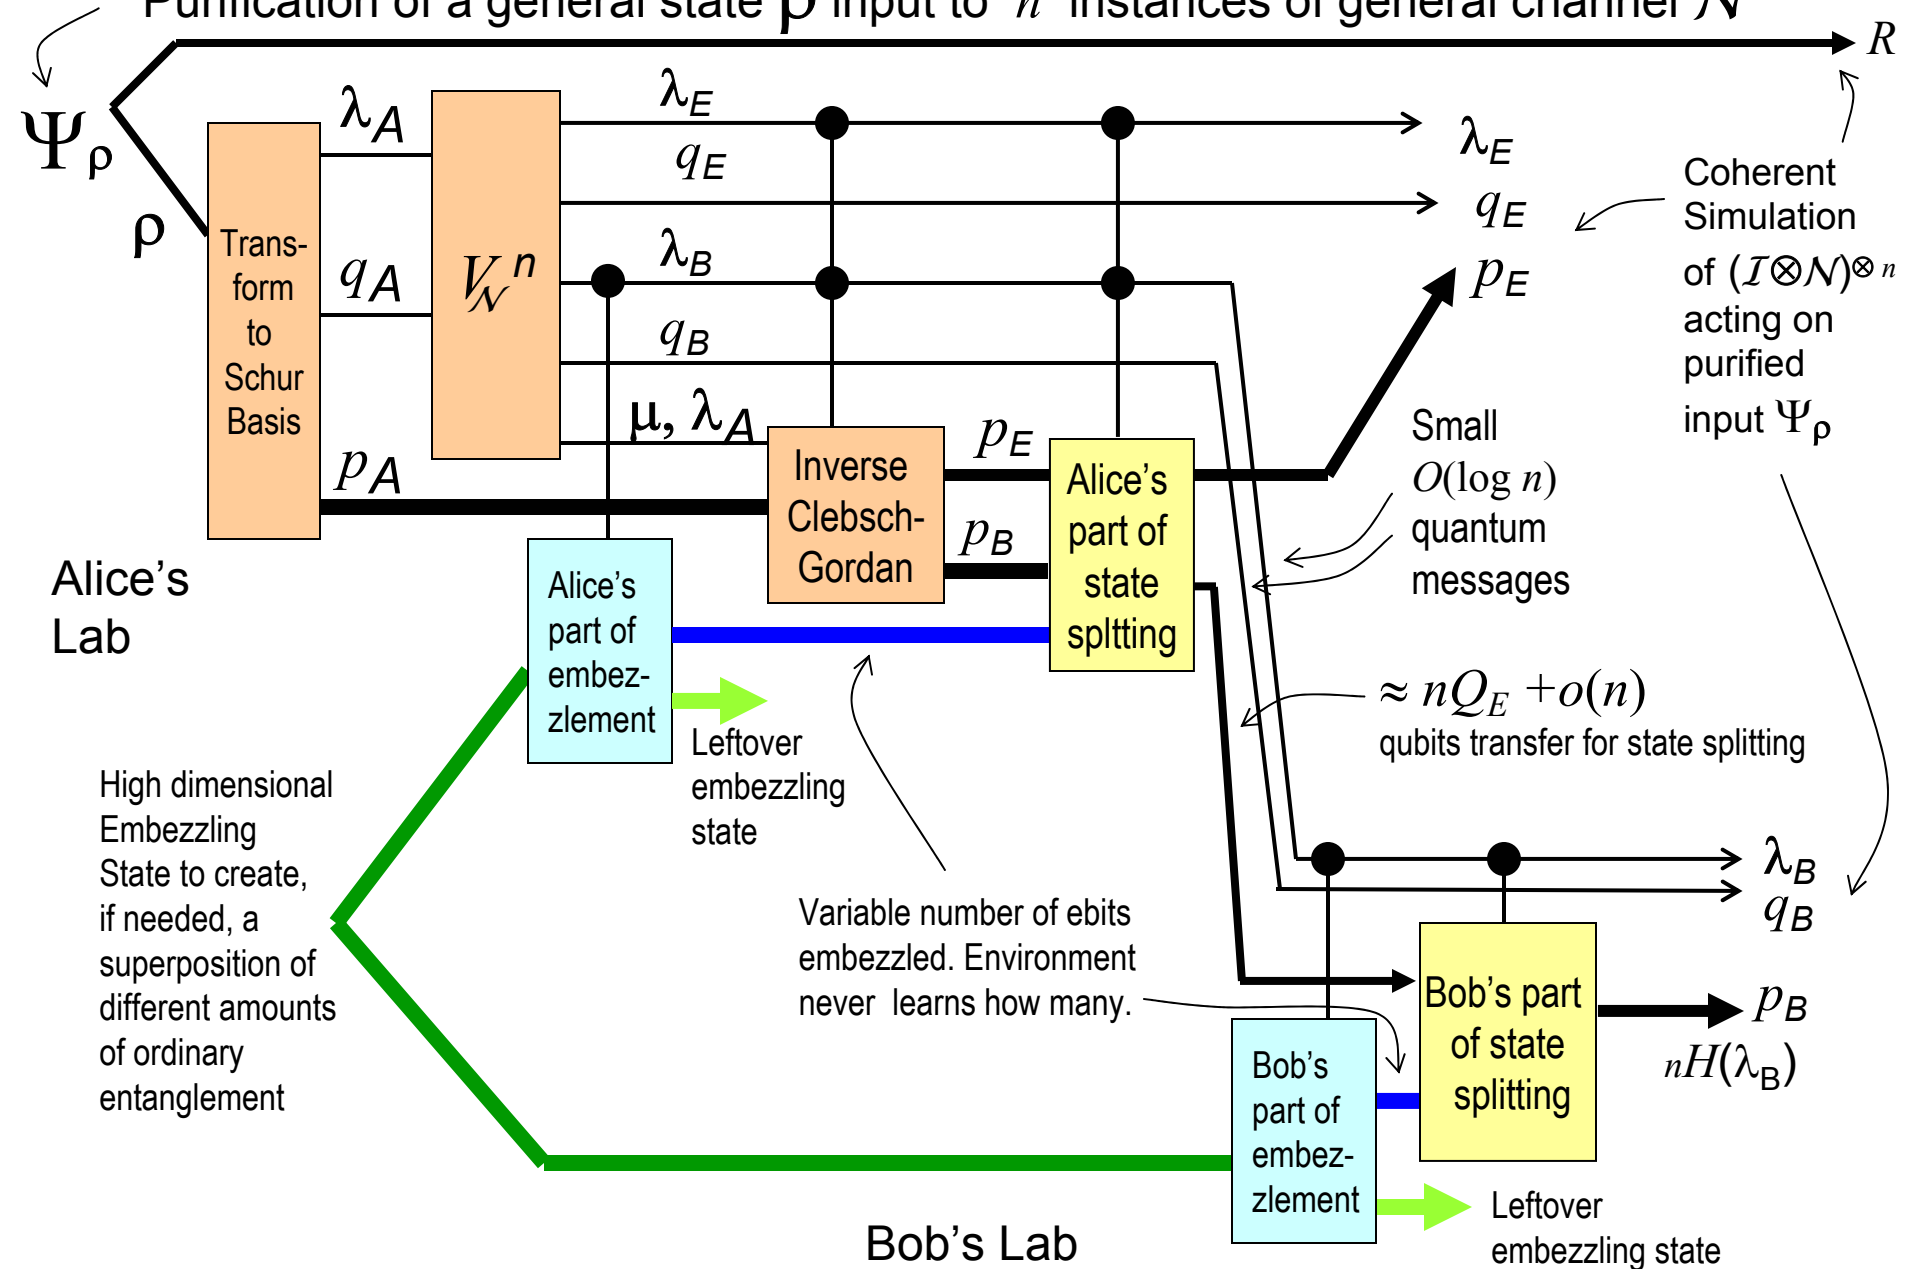 Purification of a general state ρ input to n instances of general channel 𝒩
R
Ψρ
ρ
Trans-
form
to
Schur
Basis
λA
qA
pA
V𝒩 n
λE
qE
λB
qB
μ, λA
Inverse
Clebsch-
Gordan
pE
pB
Alice's
part of
state
spltting
λE
qE
pE
Coherent
Simulation
of (ℐ⊗𝒩)⊗ n
acting on
purified
input Ψρ
Small
O(log n)
quantum
messages
≈ nQE +o(n)
qubits transfer for state splitting
Alice's
Lab
Alice's
part of
embez-
zlement
Leftover
embezzling
state
High dimensional
Embezzling
State to create,
if needed, a
superposition of
different amounts
of ordinary
entanglement
Variable number of ebits
embezzled. Environment
never learns how many.
λB
qB
Bob's part
of state
splitting
pB
nH(λB)
Bob's
part of
embez-
zlement
Leftover
embezzling state
Bob's Lab